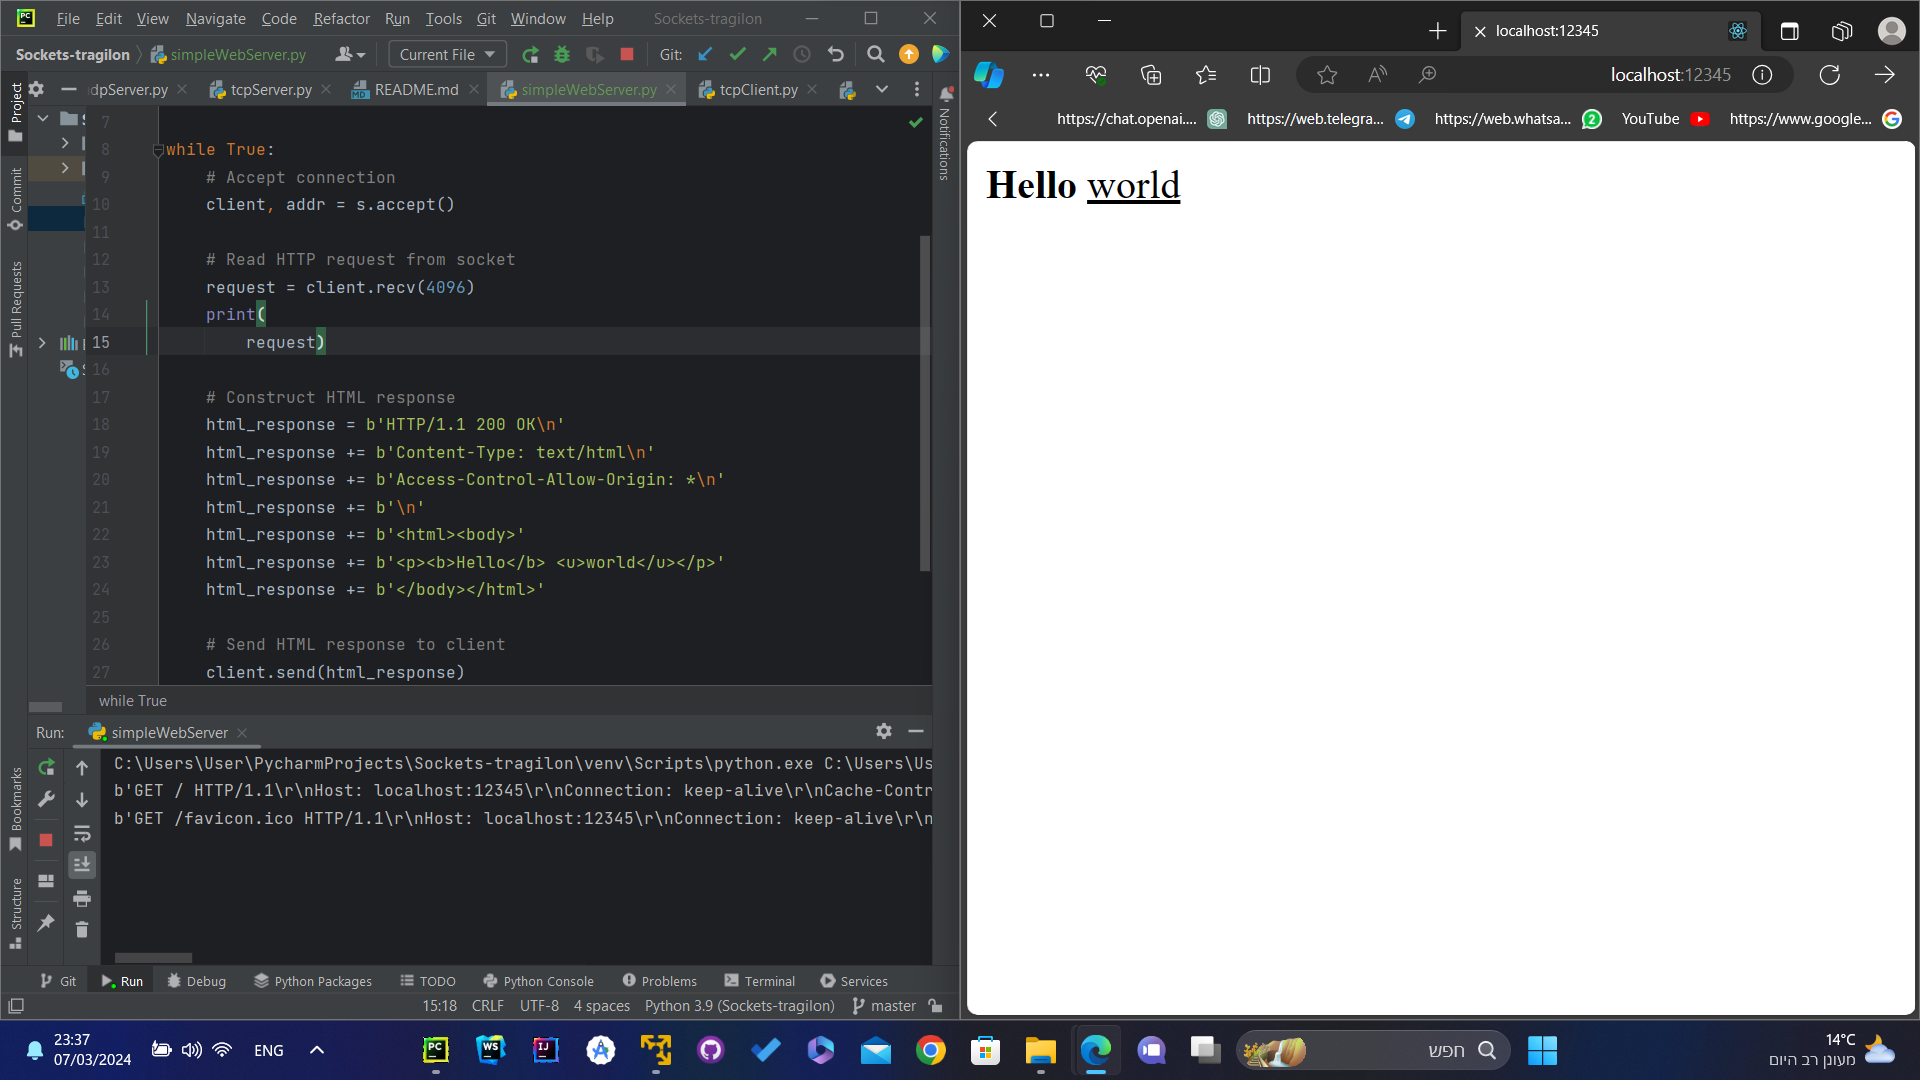 File Edit View Navigate Code Refactor Run Tools Git Window Help Sockets-tragilon
Sockets-tragilon simpleWebServer.py Current File Git:
dpServer.py tcpServer.py README.md simpleWebServer.py tcpClient.py
Project
Commit
Pull Requests
Bookmarks
Structure
Notifications
7
8 while True:
9 # Accept connection
10 client, addr = s.accept()
11
12 # Read HTTP request from socket
13 request = client.recv(4096)
14 print(
15 request)
16
17 # Construct HTML response
18 html_response = b'HTTP/1.1 200 OK\n'
19 html_response += b'Content-Type: text/html\n'
20 html_response += b'Access-Control-Allow-Origin: *\n'
21 html_response += b'\n'
22 html_response += b'<html><body>'
23 html_response += b'<p><b>Hello</b> <u>world</u></p>'
24 html_response += b'</body></html>'
25
26 # Send HTML response to client
27 client.send(html_response)
while True
Run: simpleWebServer
C:\Users\User\PycharmProjects\Sockets-tragilon\venv\Scripts\python.exe C:\Users\Us
b'GET / HTTP/1.1\r\nHost: localhost:12345\r\nConnection: keep-alive\r\nCache-Contr
b'GET /favicon.ico HTTP/1.1\r\nHost: localhost:12345\r\nConnection: keep-alive\r\n
Git Run Debug Python Packages TODO Python Console Problems Terminal Services
15:18 CRLF UTF-8 4 spaces Python 3.9 (Sockets-tragilon) master
localhost:12345
localhost:12345
https://chat.openai.... https://web.telegra... https://web.whatsa... 2 YouTube https://www.google...
Hello world
23:37
07/03/2024
ENG
חפש
14°C
מעונן רב היום